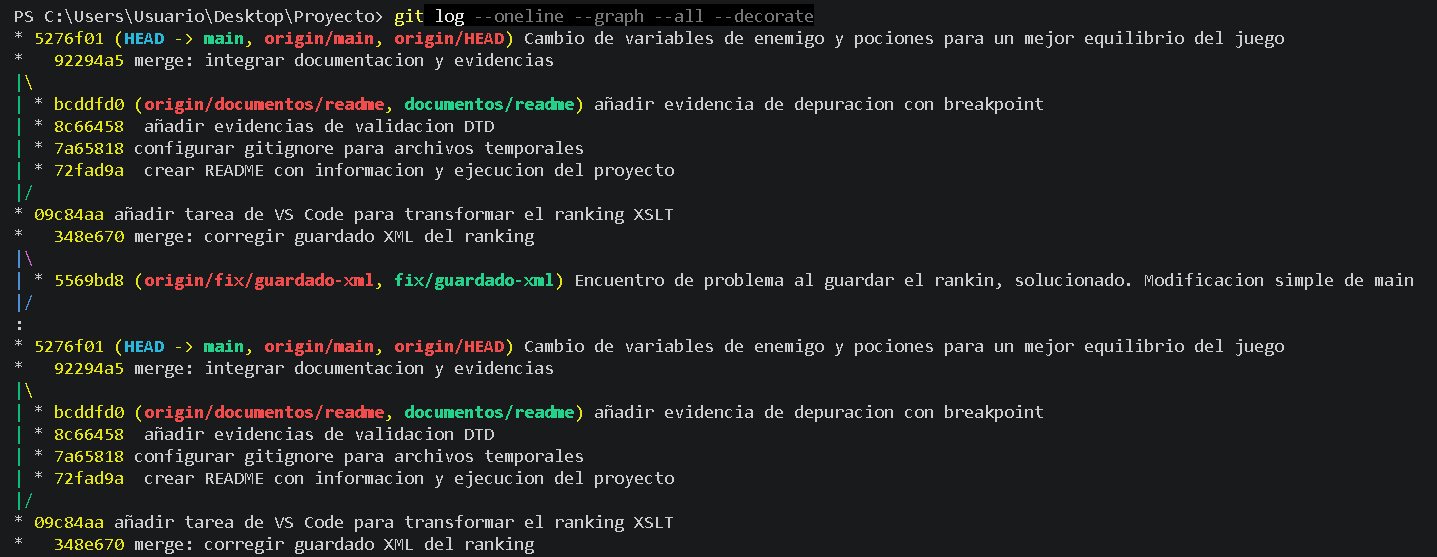 PS C:\Users\Usuario\Desktop\Proyecto> git log --oneline --graph --all --decorate
* 5276f01 (HEAD -> main, origin/main, origin/HEAD) Cambio de variables de enemigo y pociones para un mejor equilibrio del juego
*   92294a5 merge: integrar documentacion y evidencias
|\
| * bcddfd0 (origin/documentos/readme, documentos/readme) añadir evidencia de depuracion con breakpoint
| * 8c66458  añadir evidencias de validacion DTD
| * 7a65818 configurar gitignore para archivos temporales
| * 72fad9a  crear README con informacion y ejecucion del proyecto
|/
* 09c84aa añadir tarea de VS Code para transformar el ranking XSLT
*   348e670 merge: corregir guardado XML del ranking
|\
| * 5569bd8 (origin/fix/guardado-xml, fix/guardado-xml) Encuentro de problema al guardar el rankin, solucionado. Modificacion simple de main
|/
:
* 5276f01 (HEAD -> main, origin/main, origin/HEAD) Cambio de variables de enemigo y pociones para un mejor equilibrio del juego
*   92294a5 merge: integrar documentacion y evidencias
|\
| * bcddfd0 (origin/documentos/readme, documentos/readme) añadir evidencia de depuracion con breakpoint
| * 8c66458  añadir evidencias de validacion DTD
| * 7a65818 configurar gitignore para archivos temporales
| * 72fad9a  crear README con informacion y ejecucion del proyecto
|/
* 09c84aa añadir tarea de VS Code para transformar el ranking XSLT
*   348e670 merge: corregir guardado XML del ranking